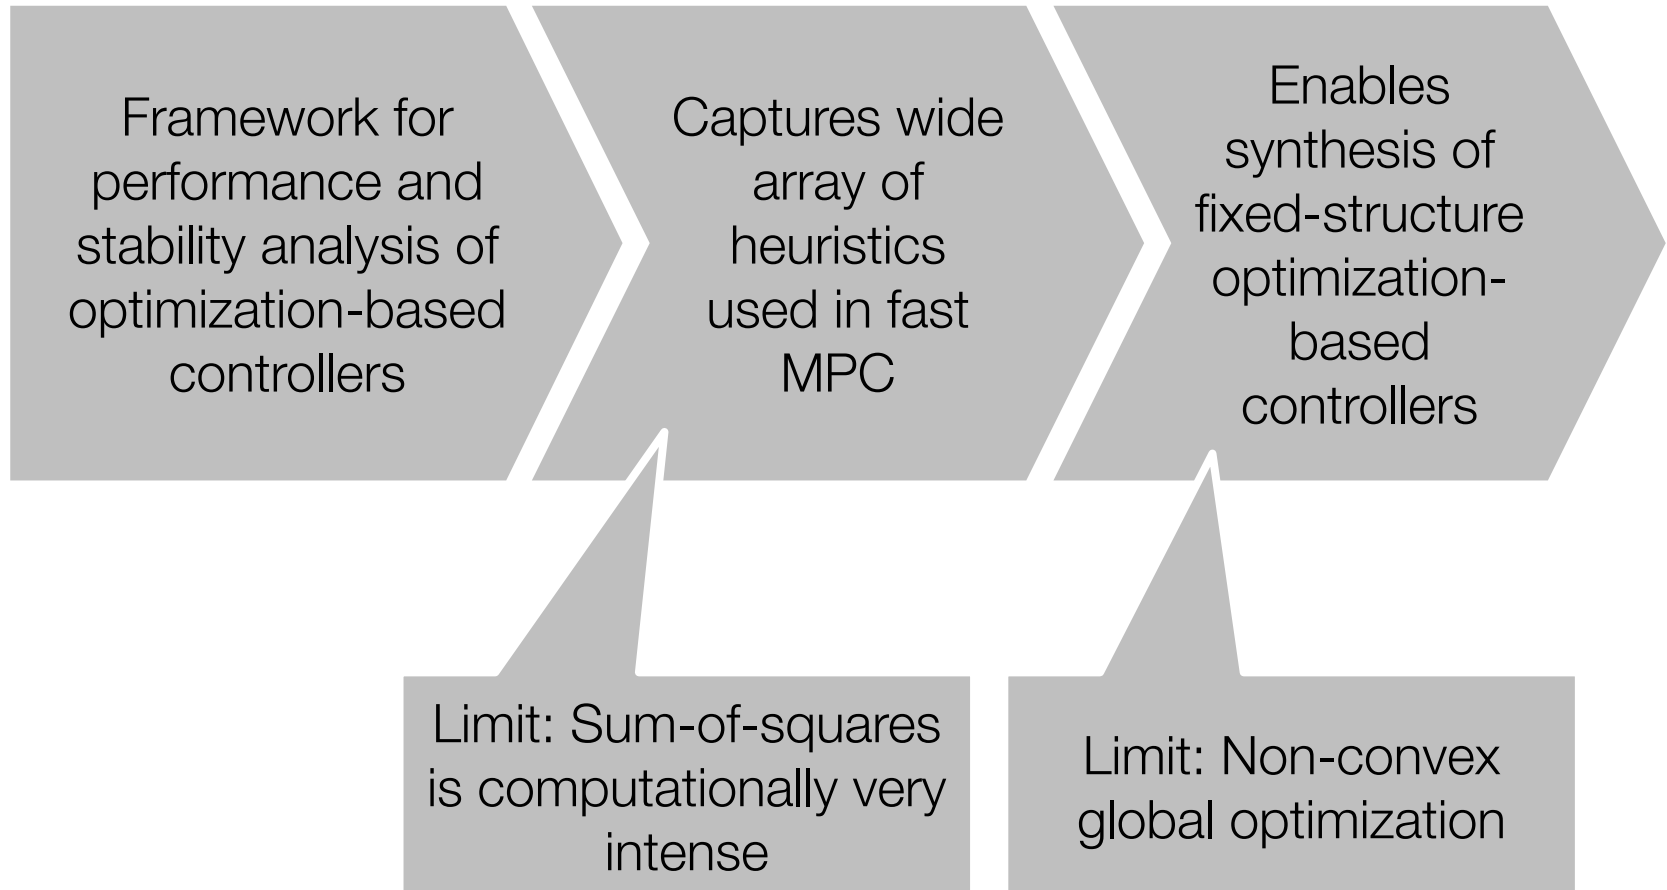 Framework for
performance and
stability analysis of
optimization-based
controllers
Captures wide
array of
heuristics
used in fast
MPC
Enables
synthesis of
fixed-structure
optimization-
based
controllers
Limit: Sum-of-squares
is computationally very
intense
Limit: Non-convex
global optimization